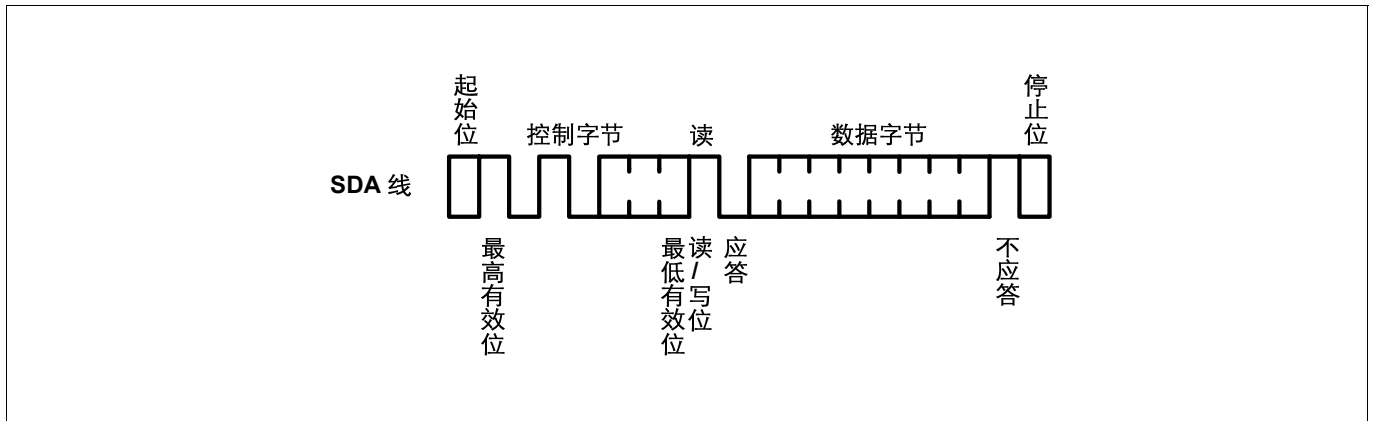 起始位
控制字节
读
数据字节
停止位
SDA 线
最高有效位
最低有效位
读/写位
应答
不应答